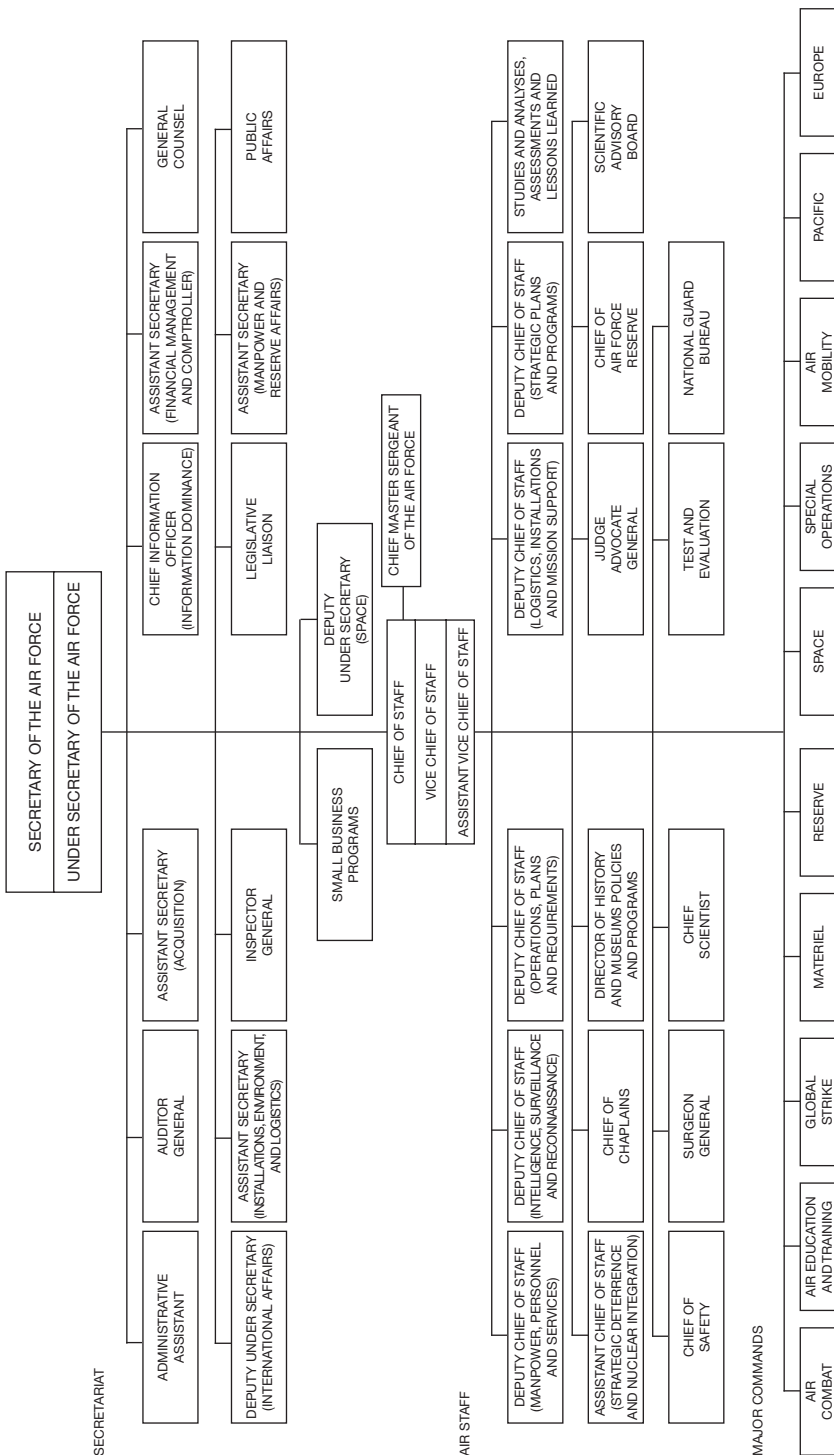 SECRETARY OF THE AIR FORCE
UNDER SECRETARY OF THE AIR FORCE
SECRETARIAT
ADMINISTRATIVE
ASSISTANT
AUDITOR
GENERAL
ASSISTANT SECRETARY
(ACQUISITION)
CHIEF INFORMATION
OFFICER
(INFORMATION DOMINANCE)
ASSISTANT SECRETARY
(FINANCIAL MANAGEMENT
AND COMPTROLLER)
GENERAL
COUNSEL
DEPUTY UNDER SECRETARY
(INTERNATIONAL AFFAIRS)
ASSISTANT SECRETARY
(INSTALLATIONS, ENVIRONMENT,
AND LOGISTICS)
INSPECTOR
GENERAL
LEGISLATIVE
LIAISON
ASSISTANT SECRETARY
(MANPOWER AND
RESERVE AFFAIRS)
PUBLIC
AFFAIRS
SMALL BUSINESS
PROGRAMS
DEPUTY
UNDER SECRETARY
(SPACE)
CHIEF OF STAFF
VICE CHIEF OF STAFF
ASSISTANT VICE CHIEF OF STAFF
CHIEF MASTER SERGEANT
OF THE AIR FORCE
AIR STAFF
DEPUTY CHIEF OF STAFF
(MANPOWER, PERSONNEL
AND SERVICES)
DEPUTY CHIEF OF STAFF
(INTELLIGENCE, SURVEILLANCE
AND RECONNAISSANCE)
DEPUTY CHIEF OF STAFF
(OPERATIONS, PLANS
AND REQUIREMENTS)
DEPUTY CHIEF OF STAFF
(LOGISTICS, INSTALLATIONS
AND MISSION SUPPORT)
DEPUTY CHIEF OF STAFF
(STRATEGIC PLANS
AND PROGRAMS)
STUDIES AND ANALYSES,
ASSESSMENTS AND
LESSONS LEARNED
ASSISTANT CHIEF OF STAFF
(STRATEGIC DETERRENCE
AND NUCLEAR INTEGRATION)
CHIEF OF
CHAPLAINS
DIRECTOR OF HISTORY
AND MUSEUMS POLICIES
AND PROGRAMS
JUDGE
ADVOCATE
GENERAL
CHIEF OF
AIR FORCE
RESERVE
SCIENTIFIC
ADVISORY
BOARD
CHIEF OF
SAFETY
SURGEON
GENERAL
CHIEF
SCIENTIST
TEST AND
EVALUATION
NATIONAL GUARD
BUREAU
MAJOR COMMANDS
AIR
COMBAT
AIR EDUCATION
AND TRAINING
GLOBAL
STRIKE
MATERIEL
RESERVE
SPACE
SPECIAL
OPERATIONS
AIR
MOBILITY
PACIFIC
EUROPE